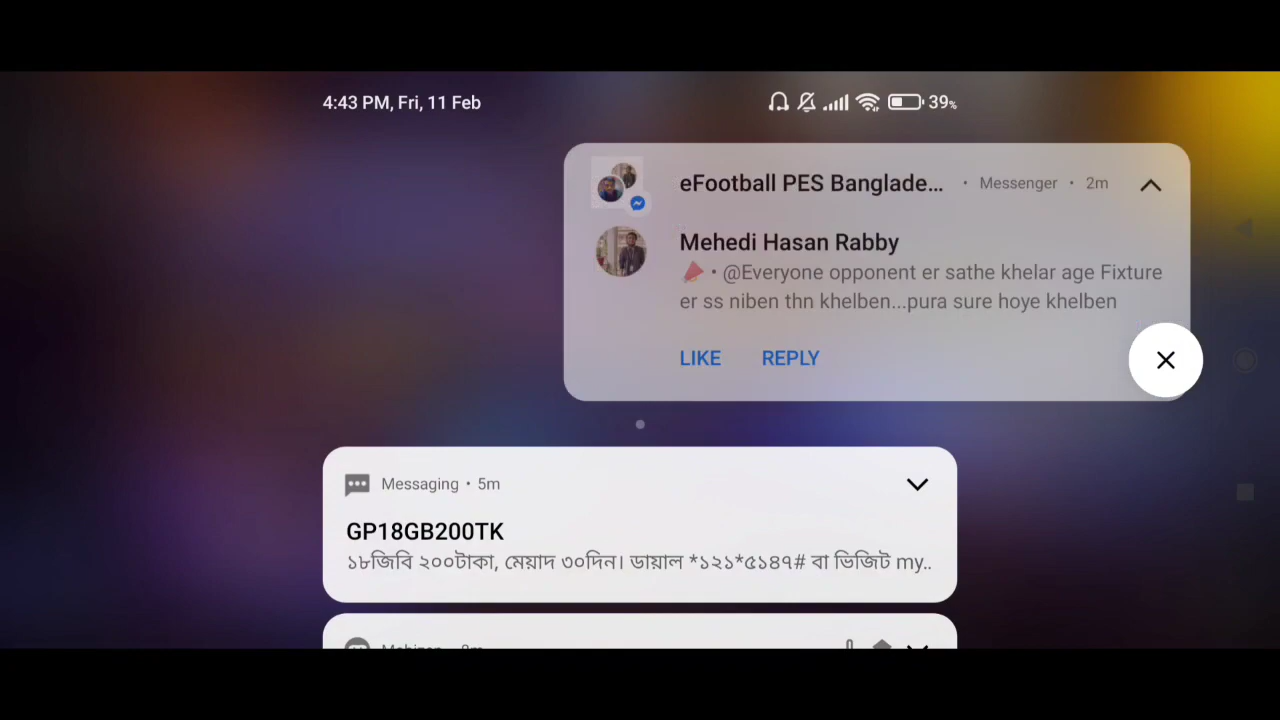 4:43 PM, Fri, 11 Feb
39%
eFootball PES Banglade... • Messenger • 2m
Mehedi Hasan Rabby
• @Everyone opponent er sathe khelar age Fixture
er ss niben thn khelben...pura sure hoye khelben
LIKE REPLY
Messaging • 5m
GP18GB200TK
১৮জিবি ২০০টাকা, মেয়াদ ৩০দিন। ডায়াল *১২১*৫১৪৭# বা ভিজিট my..